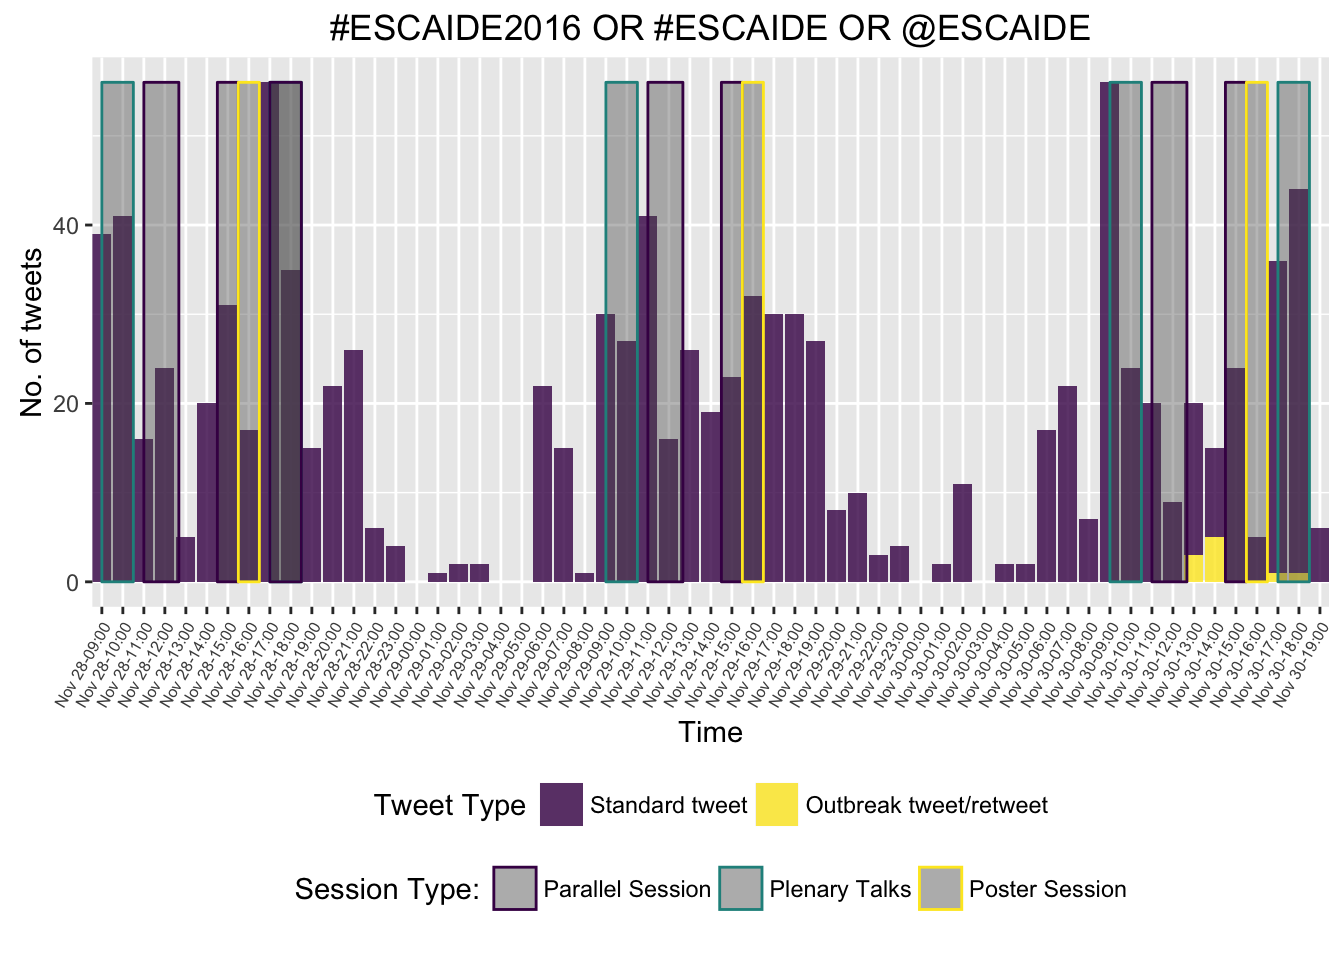 #ESCAIDE2016 OR #ESCAIDE OR @ESCAIDE
No. of tweets
40
20
0
Nov 28-09:00
Nov 28-10:00
Nov 28-11:00
Nov 28-12:00
Nov 28-13:00
Nov 28-14:00
Nov 28-15:00
Nov 28-16:00
Nov 28-17:00
Nov 28-18:00
Nov 28-19:00
Nov 28-20:00
Nov 28-21:00
Nov 28-22:00
Nov 28-23:00
Nov 29-00:00
Nov 29-01:00
Nov 29-02:00
Nov 29-03:00
Nov 29-04:00
Nov 29-05:00
Nov 29-06:00
Nov 29-07:00
Nov 29-08:00
Nov 29-09:00
Nov 29-10:00
Nov 29-11:00
Nov 29-12:00
Nov 29-13:00
Nov 29-14:00
Nov 29-15:00
Nov 29-16:00
Nov 29-17:00
Nov 29-18:00
Nov 29-19:00
Nov 29-20:00
Nov 29-21:00
Nov 29-22:00
Nov 29-23:00
Nov 30-00:00
Nov 30-01:00
Nov 30-02:00
Nov 30-03:00
Nov 30-04:00
Nov 30-05:00
Nov 30-06:00
Nov 30-07:00
Nov 30-08:00
Nov 30-09:00
Nov 30-10:00
Nov 30-11:00
Nov 30-12:00
Nov 30-13:00
Nov 30-14:00
Nov 30-15:00
Nov 30-16:00
Nov 30-17:00
Nov 30-18:00
Nov 30-19:00
Time
Tweet Type Standard tweet Outbreak tweet/retweet
Session Type: Parallel Session Plenary Talks Poster Session